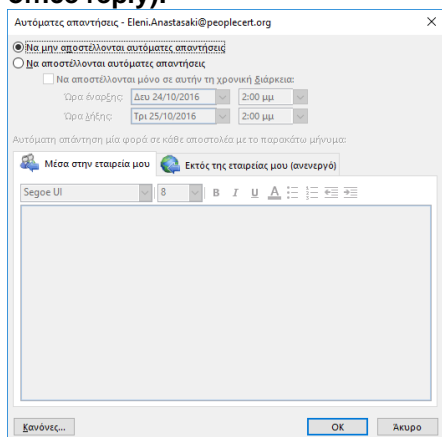 office reply).
Αυτόματες απαντήσεις - Eleni.Anastasaki@peoplecert.org
Να μην αποστέλλονται αυτόματες απαντήσεις
Να αποστέλλονται αυτόματες απαντήσεις
Να αποστέλλονται μόνο σε αυτήν τη χρονική διάρκεια:
Ώρα έναρξης: Δευ 24/10/2016 2:00 μμ
Ώρα λήξης: Τρι 25/10/2016 2:00 μμ
Αυτόματη απάντηση μία φορά σε κάθε αποστολέα με το παρακάτω μήνυμα:
Μέσα στην εταιρεία μου Εκτός της εταιρείας μου (ανενεργό)
Segoe UI 8 B I U A
Κανόνες... OK Άκυρο